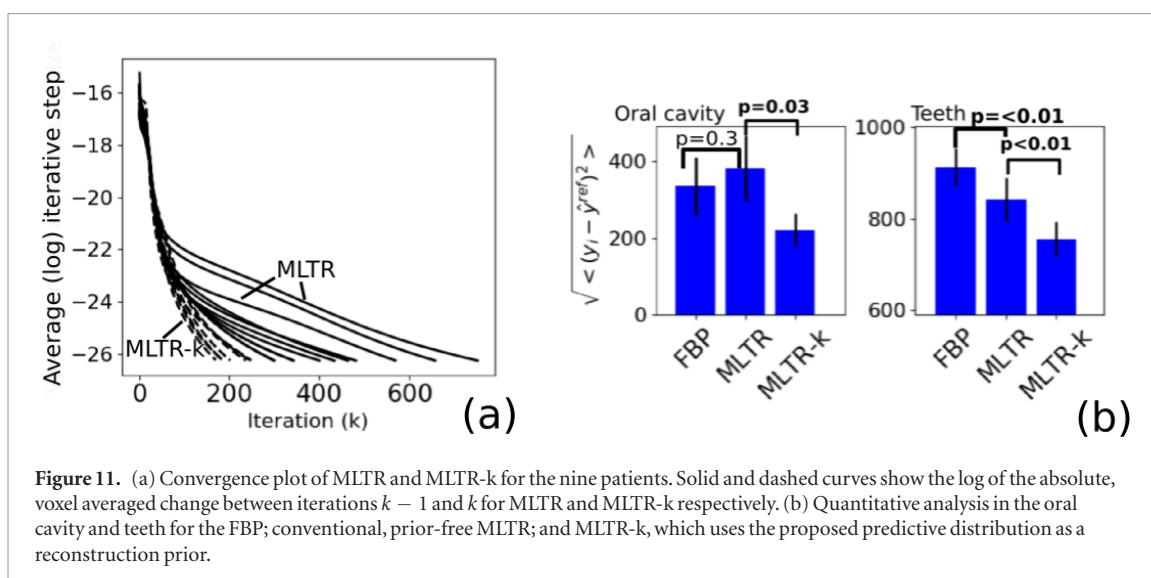 Average (log) iterative step
−16
−18
−20
−22
−24
−26
MLTR
MLTR-k
0 200 400 600
Iteration (k)
(a)
√ < (yᵢ − ŷʳᵉᶠ)² >
Oral cavity
p=0.03
p=0.3
400
200
0
FBP
MLTR
MLTR-k
Teeth
p=<0.01
p<0.01
1000
800
600
FBP
MLTR
MLTR-k
(b)
Figure 11. (a) Convergence plot of MLTR and MLTR-k for the nine patients. Solid and dashed curves show the log of the absolute,
voxel averaged change between iterations k − 1 and k for MLTR and MLTR-k respectively. (b) Quantitative analysis in the oral
cavity and teeth for the FBP; conventional, prior-free MLTR; and MLTR-k, which uses the proposed predictive distribution as a
reconstruction prior.